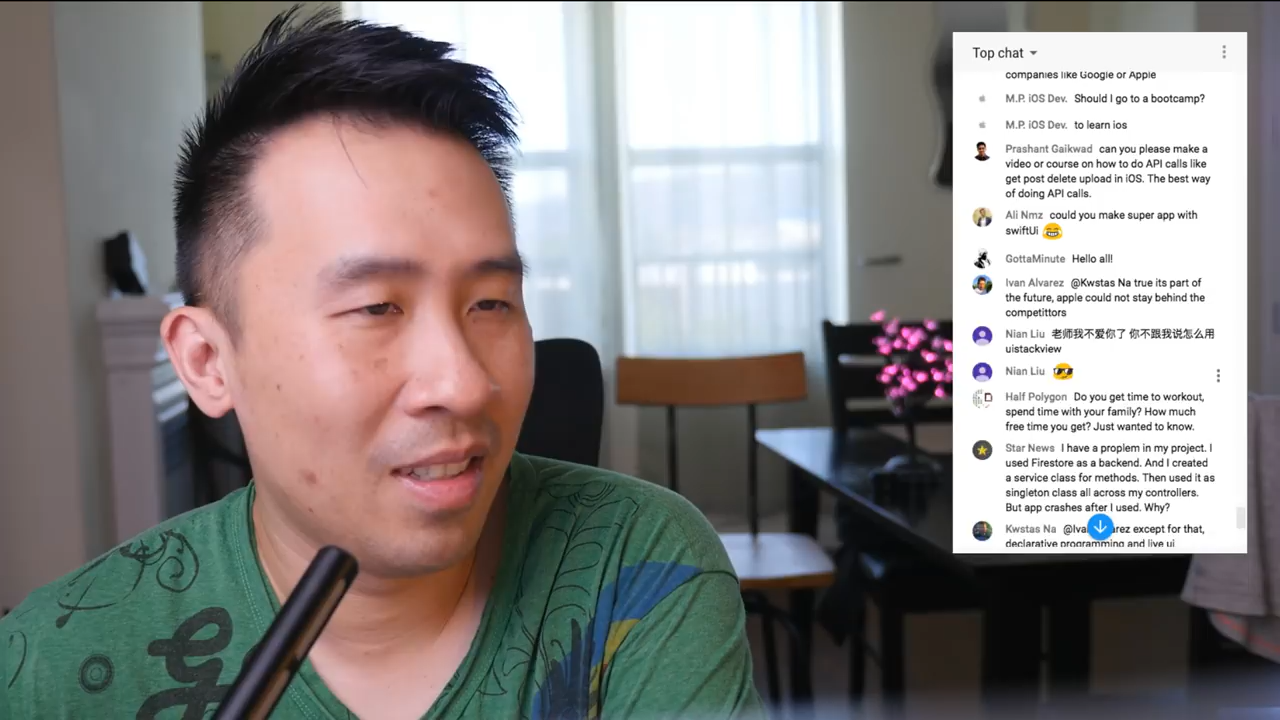 Top chat
companies like Google or Apple
M.P. iOS Dev. Should I go to a bootcamp?
M.P. iOS Dev. to learn ios
Prashant Gaikwad can you please make a
video or course on how to do API calls like
get post delete upload in iOS. The best way
of doing API calls.
Ali Nmz could you make super app with
swiftUi 😂
GottaMinute Hello all!
Ivan Alvarez @Kwstas Na true its part of
the future, apple could not stay behind the
competittors
Nian Liu 老师我不爱你了 你不跟我说怎么用
uistackview
Nian Liu 😎
Half Polygon Do you get time to workout,
spend time with your family? How much
free time you get? Just wanted to know.
Star News I have a proplem in my project. I
used Firestore as a backend. And I created
a service class for methods. Then used it as
singleton class all across my controllers.
But app crashes after I used. Why?
Kwstas Na except for that,
declarative programming and live ui